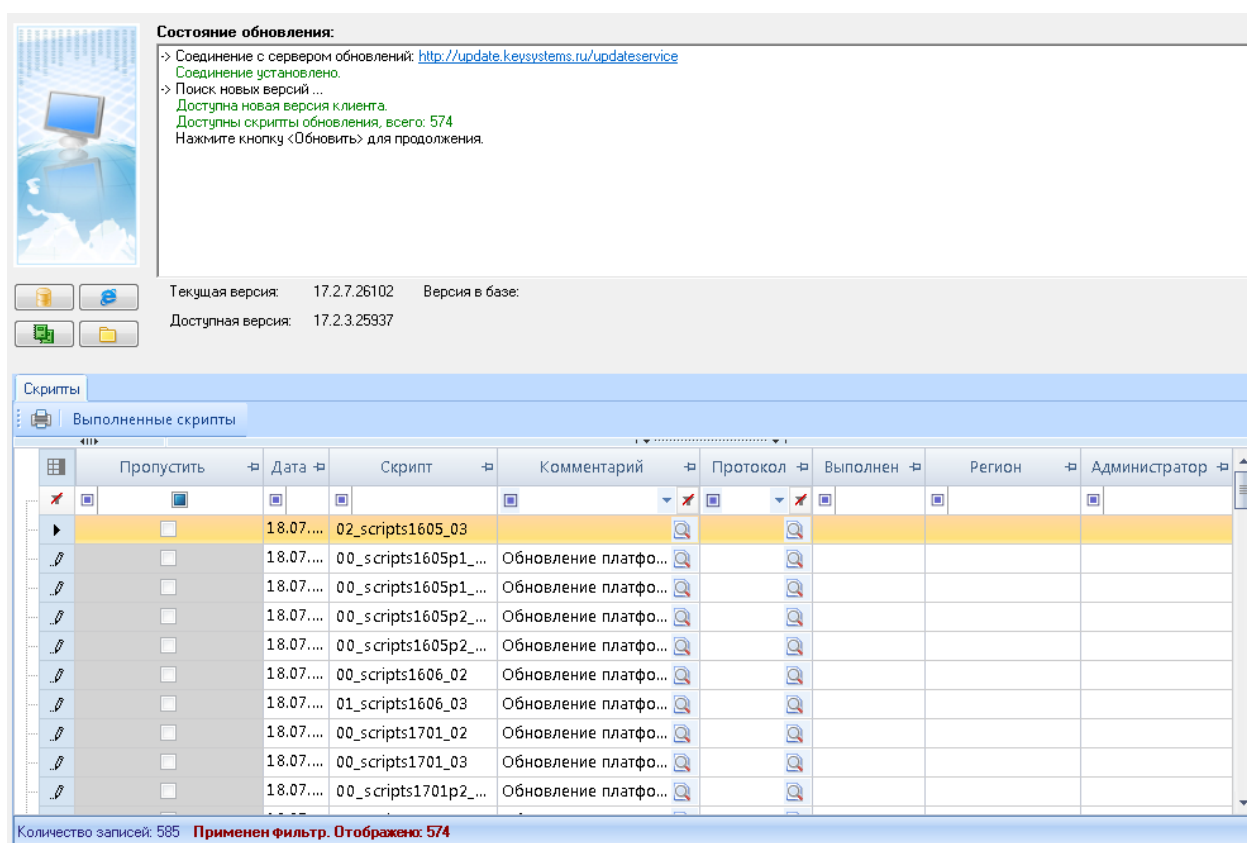 Состояние обновления:
-> Соединение с сервером обновлений: http://update.keysystems.ru/updateservice
Соединение установлено.
-> Поиск новых версий ...
Доступна новая версия клиента.
Доступны скрипты обновления, всего: 574
Нажмите кнопку <Обновить> для продолжения.
Текущая версия: 17.2.7.26102 Версия в базе:
Доступная версия: 17.2.3.25937
Скрипты
Выполненные скрипты
Пропустить Дата Скрипт Комментарий Протокол Выполнен Регион Администратор
18.07.... 02_scripts1605_03
18.07.... 00_scripts1605p1_... Обновление платфо...
18.07.... 00_scripts1605p1_... Обновление платфо...
18.07.... 00_scripts1605p2_... Обновление платфо...
18.07.... 00_scripts1605p2_... Обновление платфо...
18.07.... 00_scripts1606_02 Обновление платфо...
18.07.... 01_scripts1606_03 Обновление платфо...
18.07.... 00_scripts1701_02 Обновление платфо...
18.07.... 00_scripts1701_03 Обновление платфо...
18.07.... 00_scripts1701p2_... Обновление платфо...
Количество записей: 585 Применен фильтр. Отображено: 574